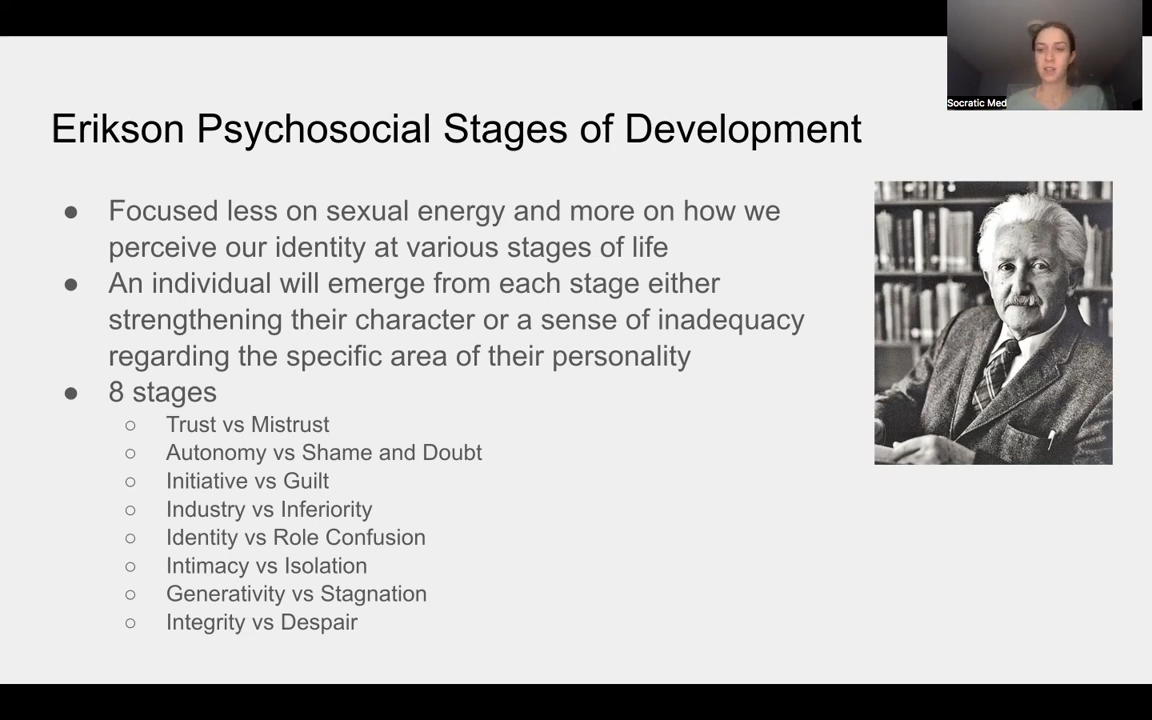 Socratic Med
Erikson Psychosocial Stages of Development
● Focused less on sexual energy and more on how we
perceive our identity at various stages of life
● An individual will emerge from each stage either
strengthening their character or a sense of inadequacy
regarding the specific area of their personality
● 8 stages
○ Trust vs Mistrust
○ Autonomy vs Shame and Doubt
○ Initiative vs Guilt
○ Industry vs Inferiority
○ Identity vs Role Confusion
○ Intimacy vs Isolation
○ Generativity vs Stagnation
○ Integrity vs Despair